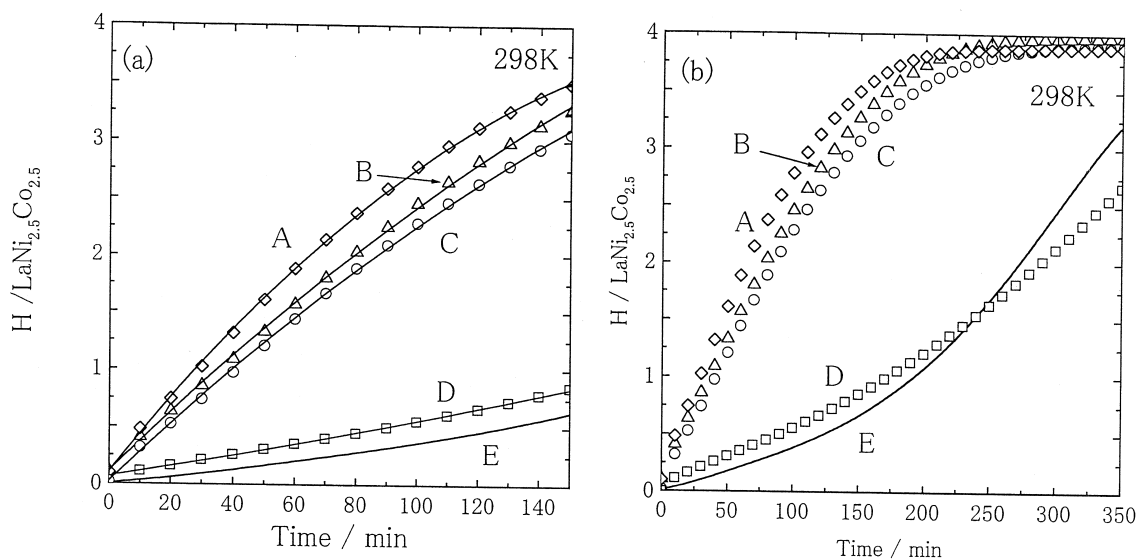 (a)
298K
4
3
2
1
0
H /LaNi2.5Co2.5
A
B
C
D
E
0 20 40 60 80 100 120 140
Time / min
(b)
298K
4
3
2
1
0
H / LaNi2.5Co2.5
A
B
C
D
E
0 50 100 150 200 250 300 350
Time / min